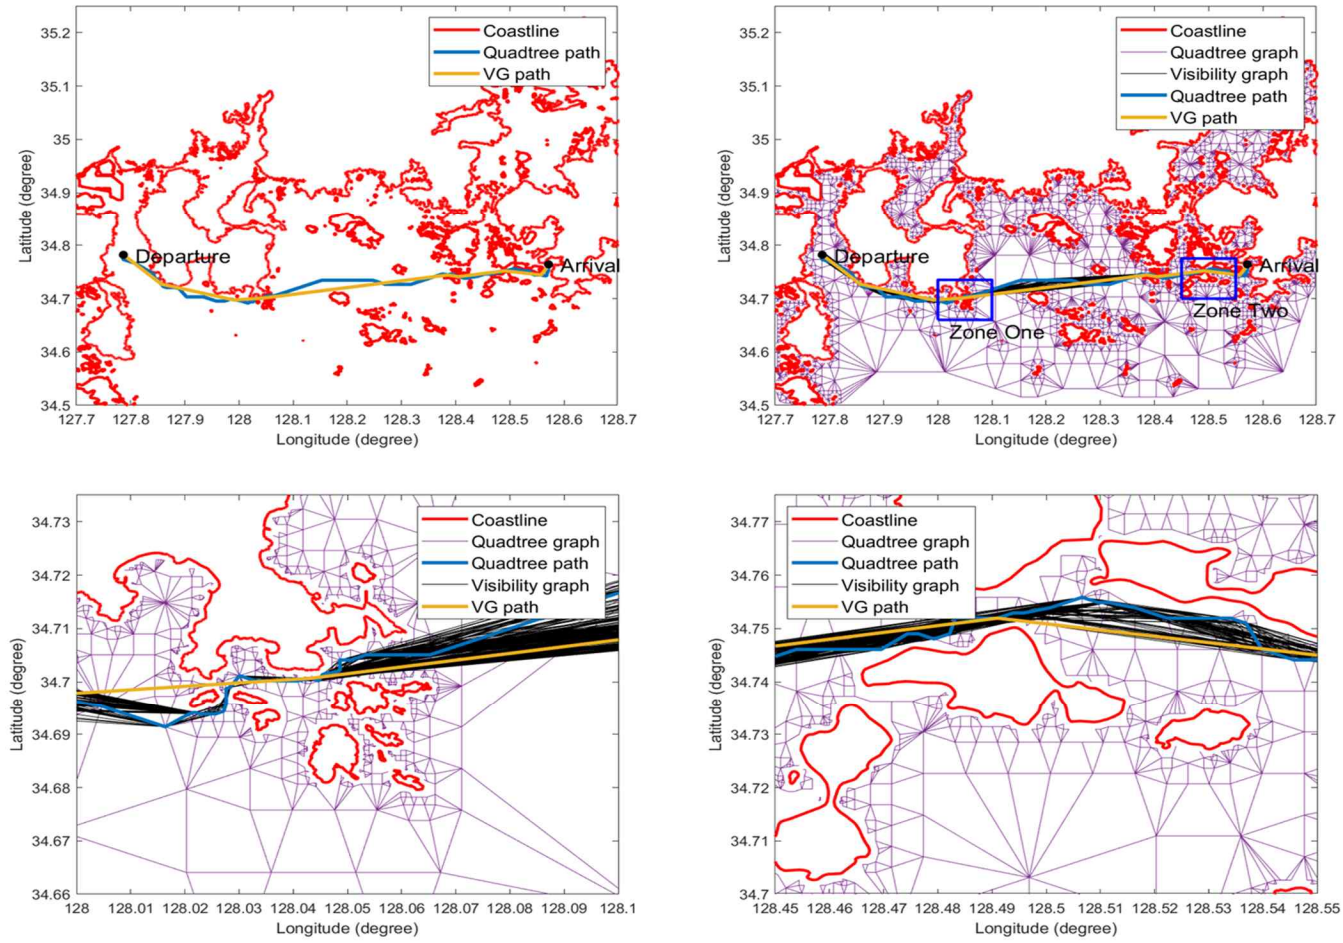 35.2
35.1
35
34.9
34.8
34.7
34.6
34.5
Latitude (degree)
Coastline
Quadtree path
VG path
Departure
Arrival
127.7 127.8 127.9 128 128.1 128.2 128.3 128.4 128.5 128.6 128.7
Longitude (degree)
35.2
35.1
35
34.9
34.8
34.7
34.6
34.5
Latitude (degree)
Coastline
Quadtree graph
Visibility graph
Quadtree path
VG path
Departure
Arrival
Zone One
Zone Two
127.7 127.8 127.9 128 128.1 128.2 128.3 128.4 128.5 128.6 128.7
Longitude (degree)
34.73
34.72
34.71
34.7
34.69
34.68
34.67
34.66
Latitude (degree)
Coastline
Quadtree graph
Quadtree path
Visibility graph
VG path
128 128.01 128.02 128.03 128.04 128.05 128.06 128.07 128.08 128.09 128.1
Longitude (degree)
34.77
34.76
34.75
34.74
34.73
34.72
34.71
34.7
Latitude (degree)
Coastline
Quadtree graph
Quadtree path
Visibility graph
VG path
128.45 128.46 128.47 128.48 128.49 128.5 128.51 128.52 128.53 128.54 128.55
Longitude (degree)